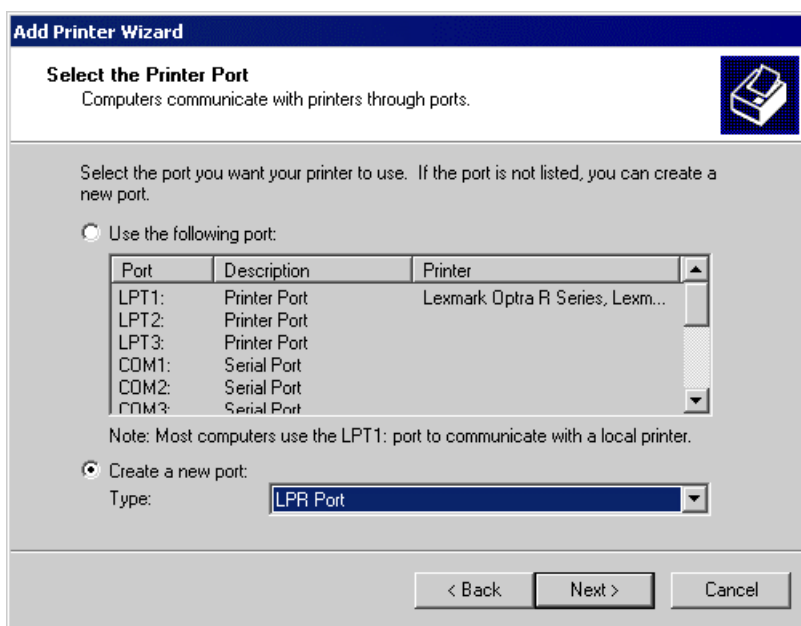 Add Printer Wizard
Select the Printer Port
Computers communicate with printers through ports.
Select the port you want your printer to use. If the port is not listed, you can create a
new port.
Use the following port:
Port Description Printer
LPT1: Printer Port Lexmark Optra R Series, Lexm...
LPT2: Printer Port
LPT3: Printer Port
COM1: Serial Port
COM2: Serial Port
COM3: Serial Port
Note: Most computers use the LPT1: port to communicate with a local printer.
Create a new port:
Type: LPR Port
< Back Next > Cancel